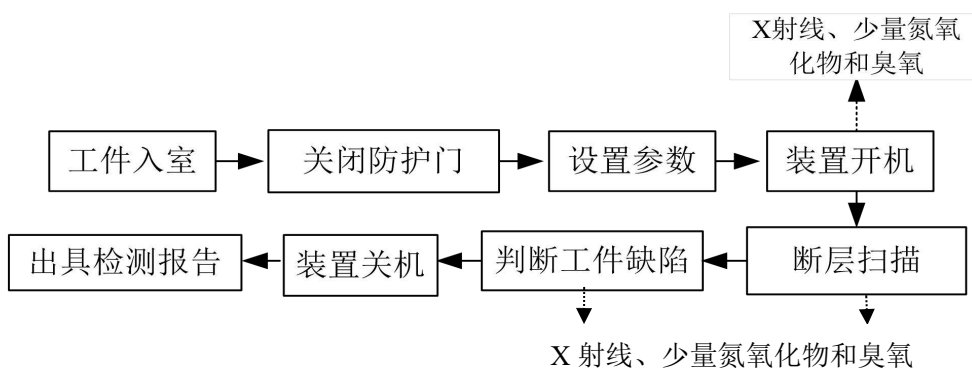 X射线、少量氮氧
化物和臭氧
工件入室
关闭防护门
设置参数
装置开机
出具检测报告
装置关机
判断工件缺陷
断层扫描
X 射线、少量氮氧化物和臭氧